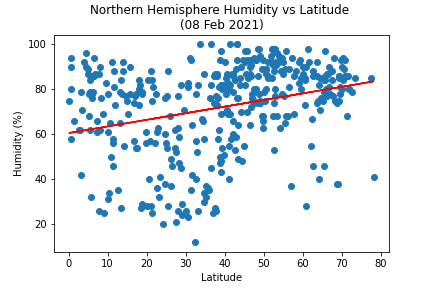 Northern Hemisphere Humidity vs Latitude
(08 Feb 2021)
100
80
60
40
20
Humidity (%)
0 10 20 30 40 50 60 70 80
Latitude